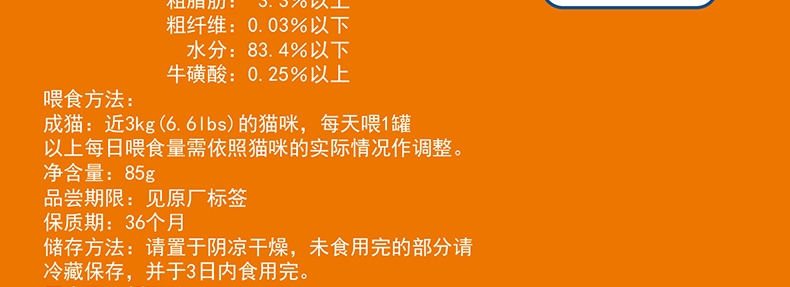 粗脂肪: 3.3%以上
粗纤维: 0.03%以下
水分: 83.4%以下
牛磺酸: 0.25%以上
喂食方法:
成猫: 近3kg(6.6lbs)的猫咪, 每天喂1罐
以上每日喂食量需依照猫咪的实际情况作调整。
净含量: 85g
品尝期限: 见原厂标签
保质期: 36个月
储存方法: 请置于阴凉干燥, 未食用完的部分请
冷藏保存, 并于3日内食用完。